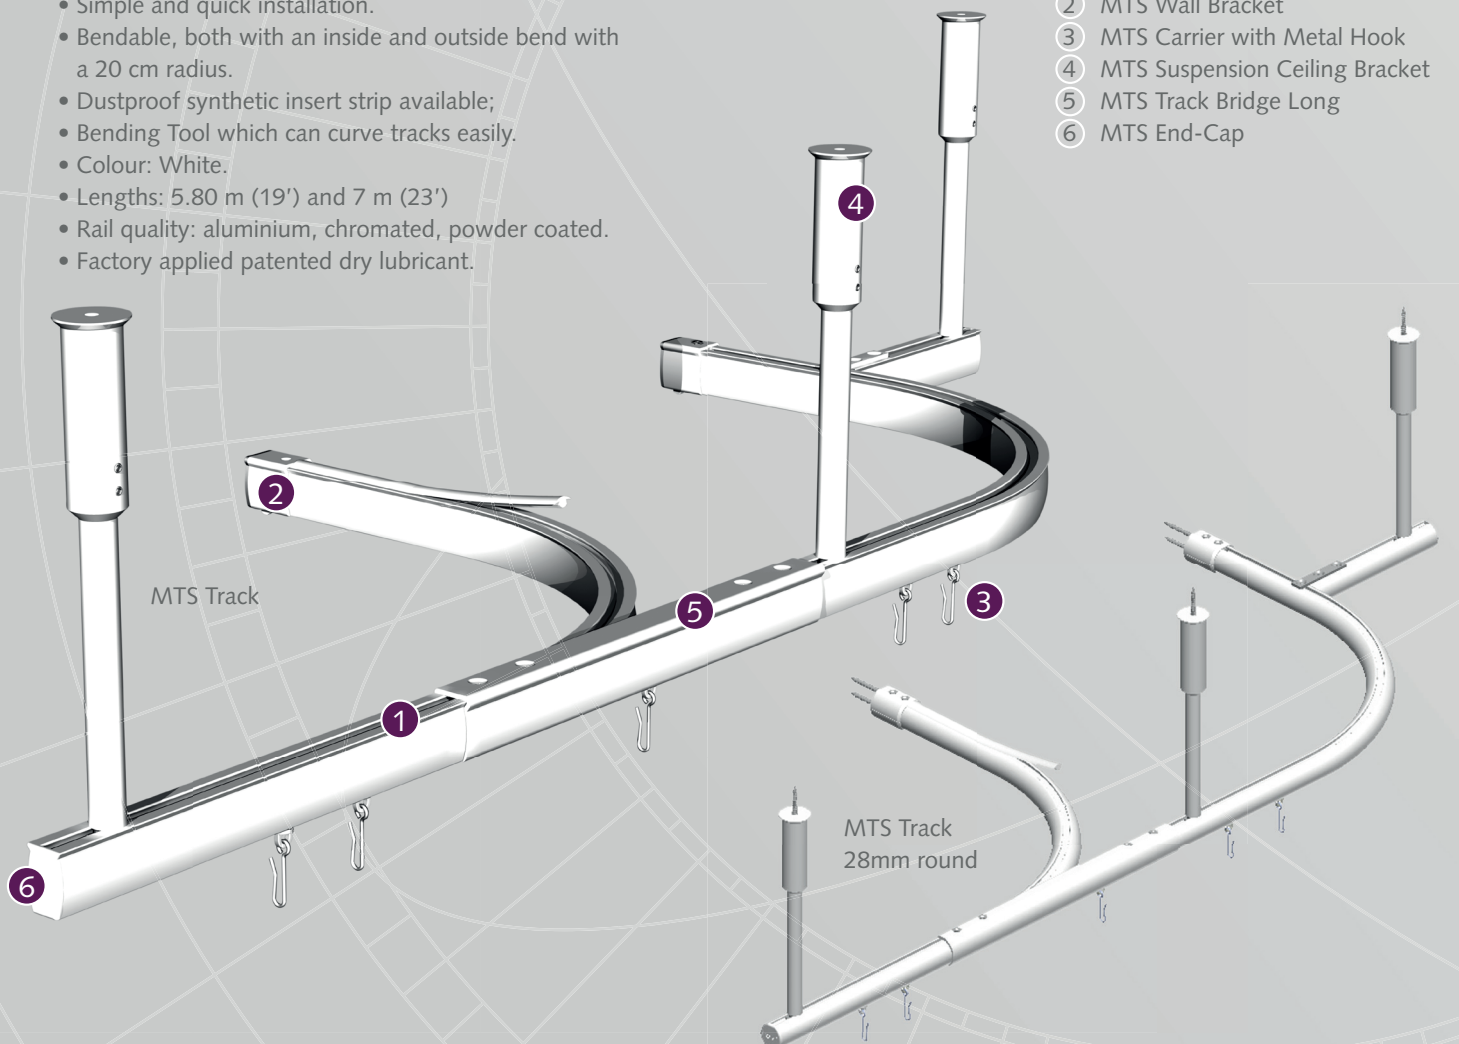 • Simple and quick installation.
• Bendable, both with an inside and outside bend with
a 20 cm radius.
• Dustproof synthetic insert strip available;
• Bending Tool which can curve tracks easily.
• Colour: White.
• Lengths: 5.80 m (19’) and 7 m (23’)
• Rail quality: aluminium, chromated, powder coated.
• Factory applied patented dry lubricant.
2 MTS Wall Bracket
3 MTS Carrier with Metal Hook
4 MTS Suspension Ceiling Bracket
5 MTS Track Bridge Long
6 MTS End-Cap
4
2
MTS Track
5
3
1
6
MTS Track
28mm round